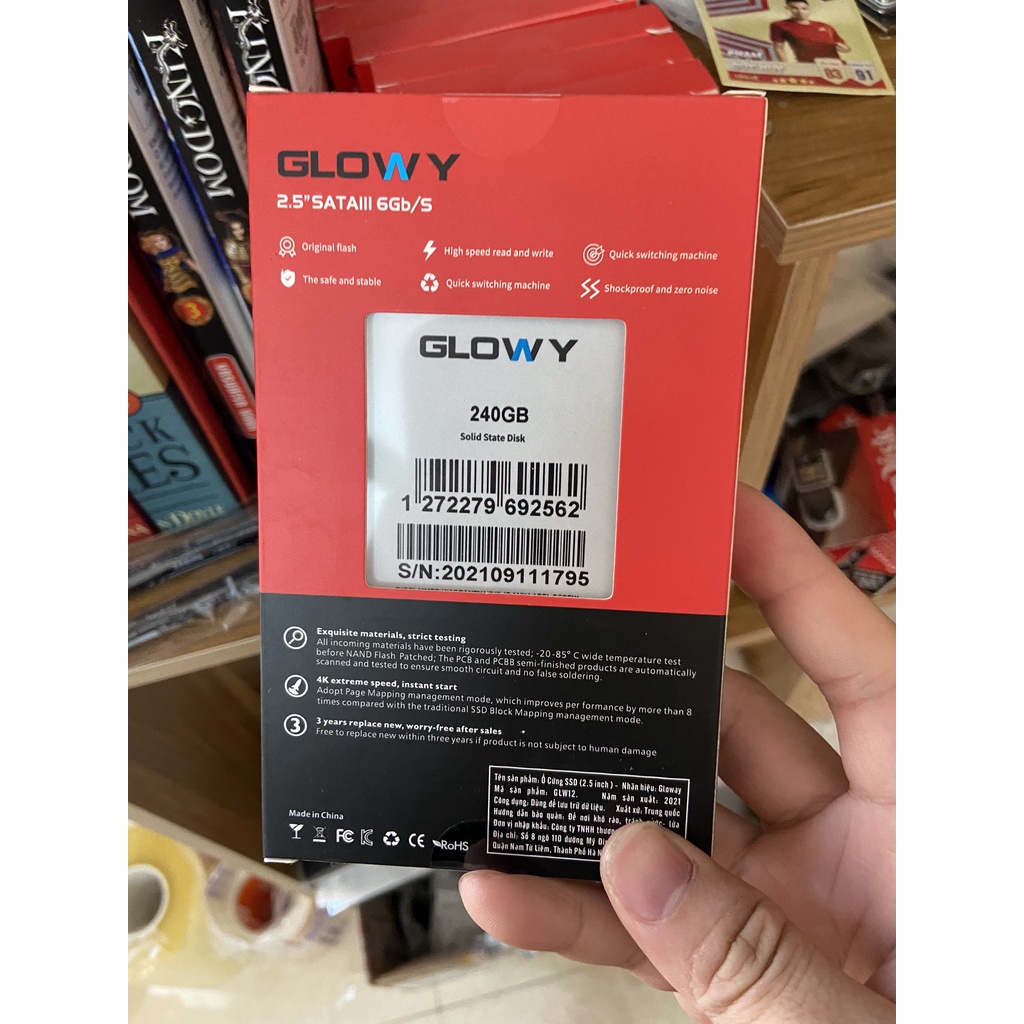 KINGDOM
83 91
GLOWY
2.5"SATAIII 6Gb/S
Original flash
High speed read and write
Quick switching machine
The safe and stable
Quick switching machine
Shockproof and zero noise
GLOWY
240GB
Solid State Disk
1 272279 692562
S/N:202109111795
Exquisite materials, strict testing
All incoming materials have been rigorously tested; -20-85° C wide temperature test
before NAND Flash Patched; The PCB and PCBB semi-finished products are automatically
scanned and tested to ensure smooth circuit and no false soldering.
4K extreme speed, instant start
Adopt Page Mapping management mode, which improves per formance by more than 8
times compared with the traditional SSD Block Mapping management mode.
3
3 years replace new, worry-free after sales
Free to replace new within three years if product is not subject to human damage
Made in China
FC CE RoHS
Tên sản phẩm: Ổ Cứng SSD (2.5 inch) - Nhãn hiệu: Gloway
Mã sản phẩm: GLW12. Năm sản xuất: 2021
Công dụng: Dùng để lưu trữ dữ liệu. Xuất xứ: Trung quốc
Hướng dẫn bảo quản: Để nơi khô ráo, tránh nước- lửa
Đơn vị nhập khẩu: Công ty TNHH thương
Địa chỉ: Số 8 ngõ 110 đường Mỹ Đì
Quận Nam Từ Liêm, Thành Phố Hà N